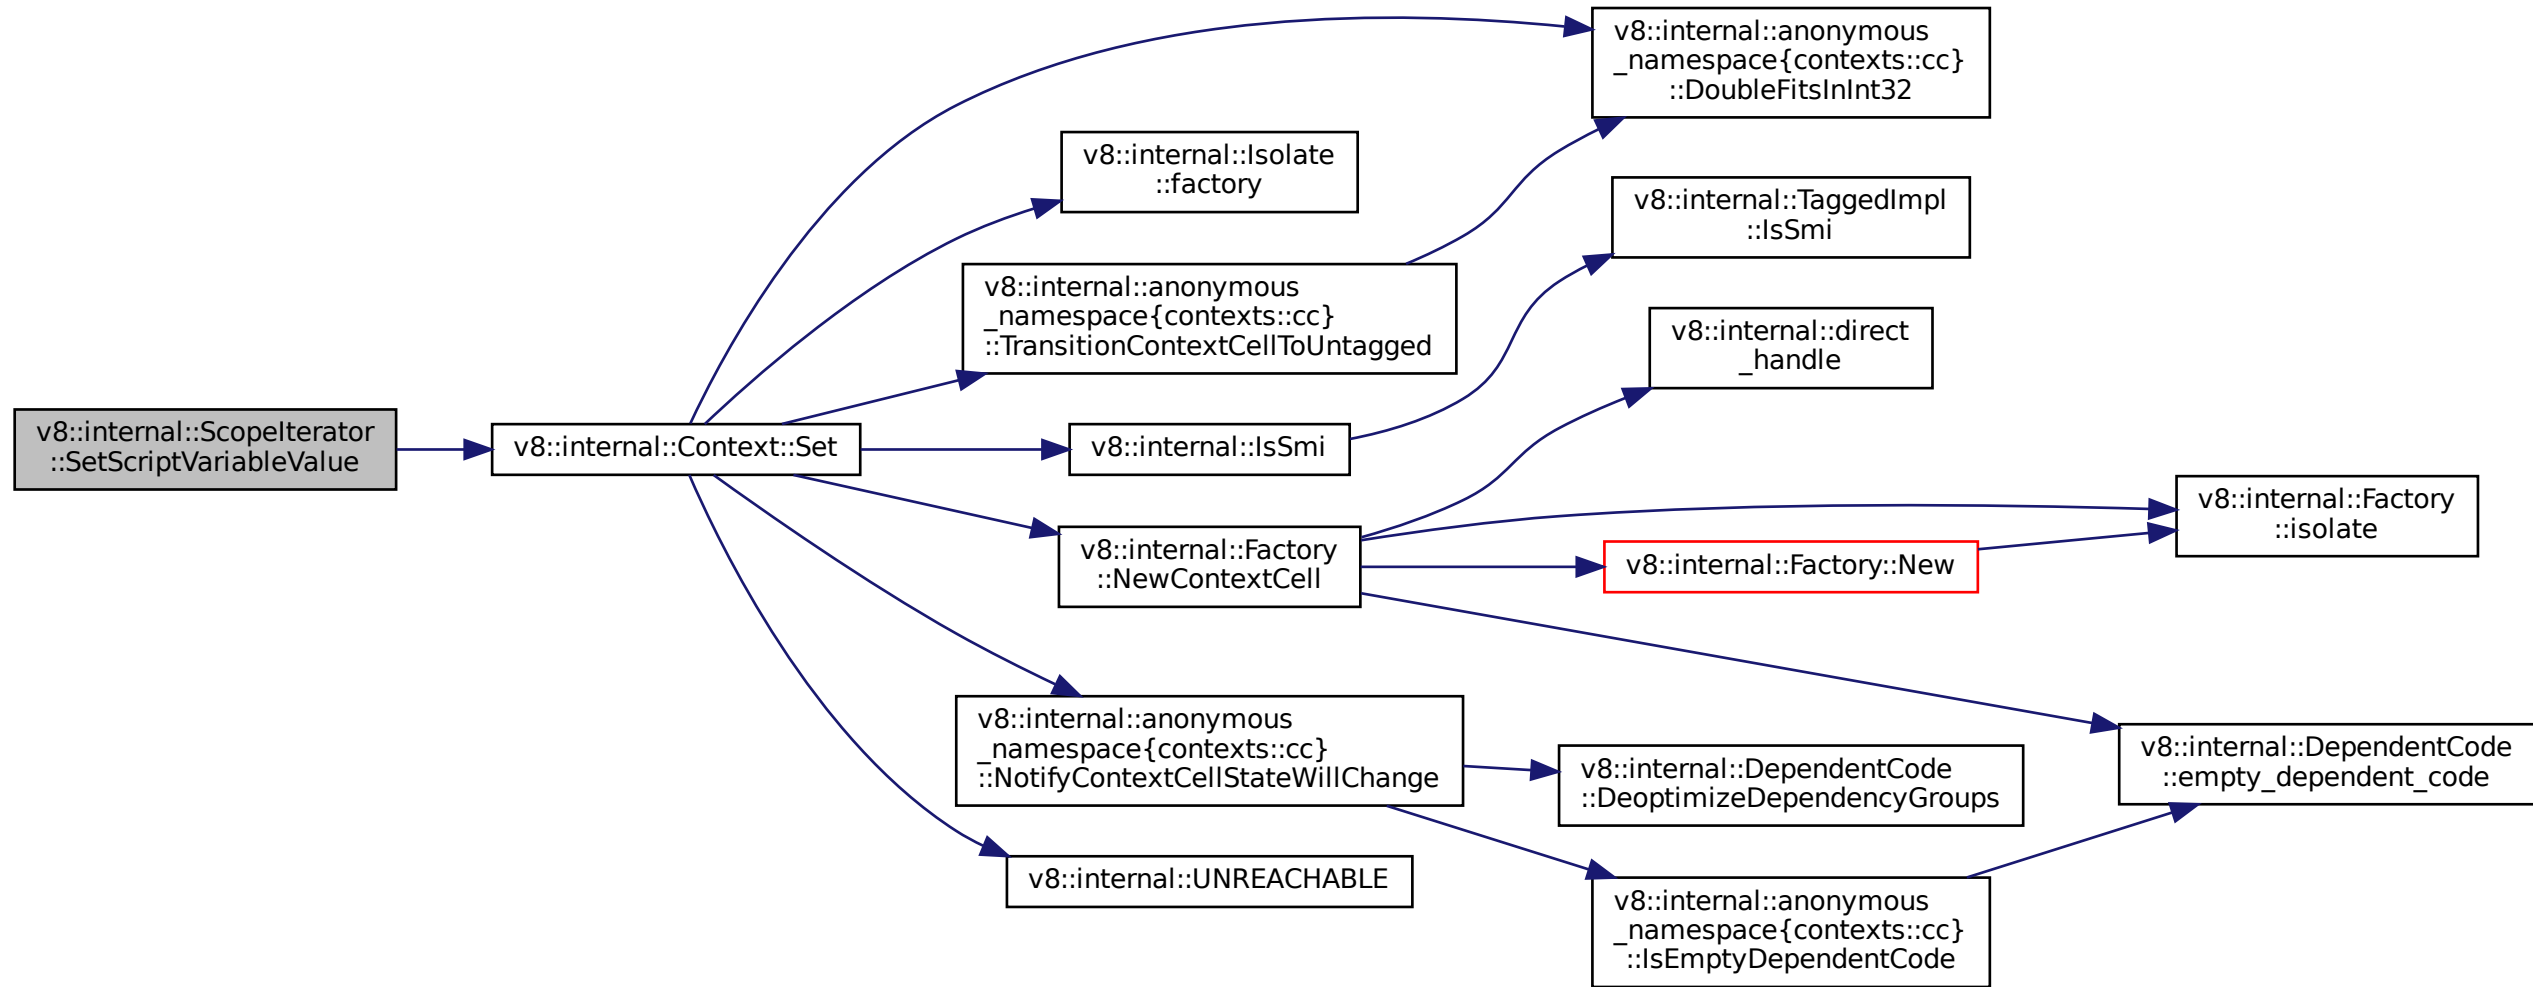 v8::internal::ScopeIterator
::SetScriptVariableValue
v8::internal::Context::Set
v8::internal::anonymous
_namespace{contexts::cc}
::DoubleFitsInInt32
v8::internal::Isolate
::factory
v8::internal::anonymous
_namespace{contexts::cc}
::TransitionContextCellToUntagged
v8::internal::IsSmi
v8::internal::TaggedImpl
::IsSmi
v8::internal::Factory
::NewContextCell
v8::internal::direct
_handle
v8::internal::Factory
::isolate
v8::internal::Factory::New
v8::internal::DependentCode
::empty_dependent_code
v8::internal::anonymous
_namespace{contexts::cc}
::NotifyContextCellStateWillChange
v8::internal::DependentCode
::DeoptimizeDependencyGroups
v8::internal::anonymous
_namespace{contexts::cc}
::IsEmptyDependentCode
v8::internal::UNREACHABLE